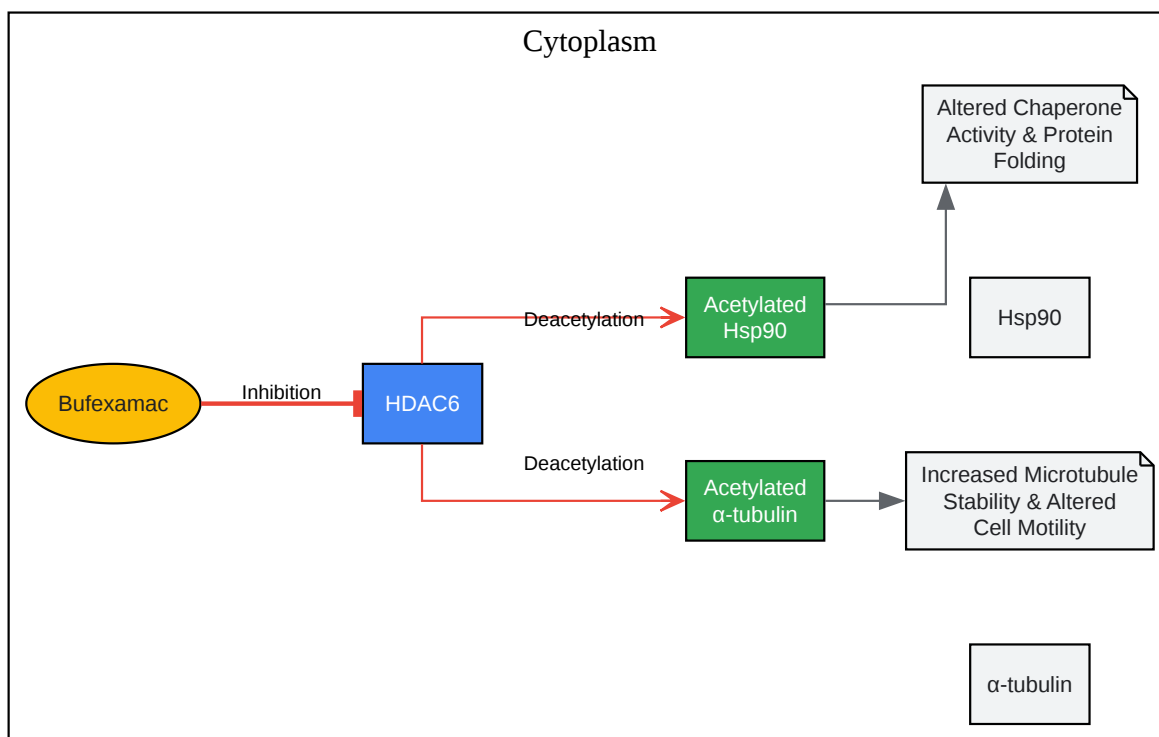 Cytoplasm
Altered Chaperone
Activity & Protein
Folding
Deacetylation
Acetylated
Hsp90
Hsp90
Bufexamac
Inhibition
HDAC6
Deacetylation
Acetylated
α-tubulin
Increased Microtubule
Stability & Altered
Cell Motility
α-tubulin